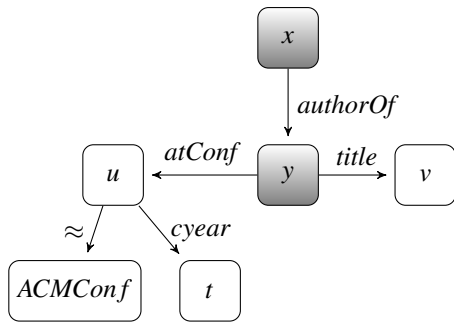 x
authorOf
atConf
title
u
y
v
≈
cyear
ACMConf
t